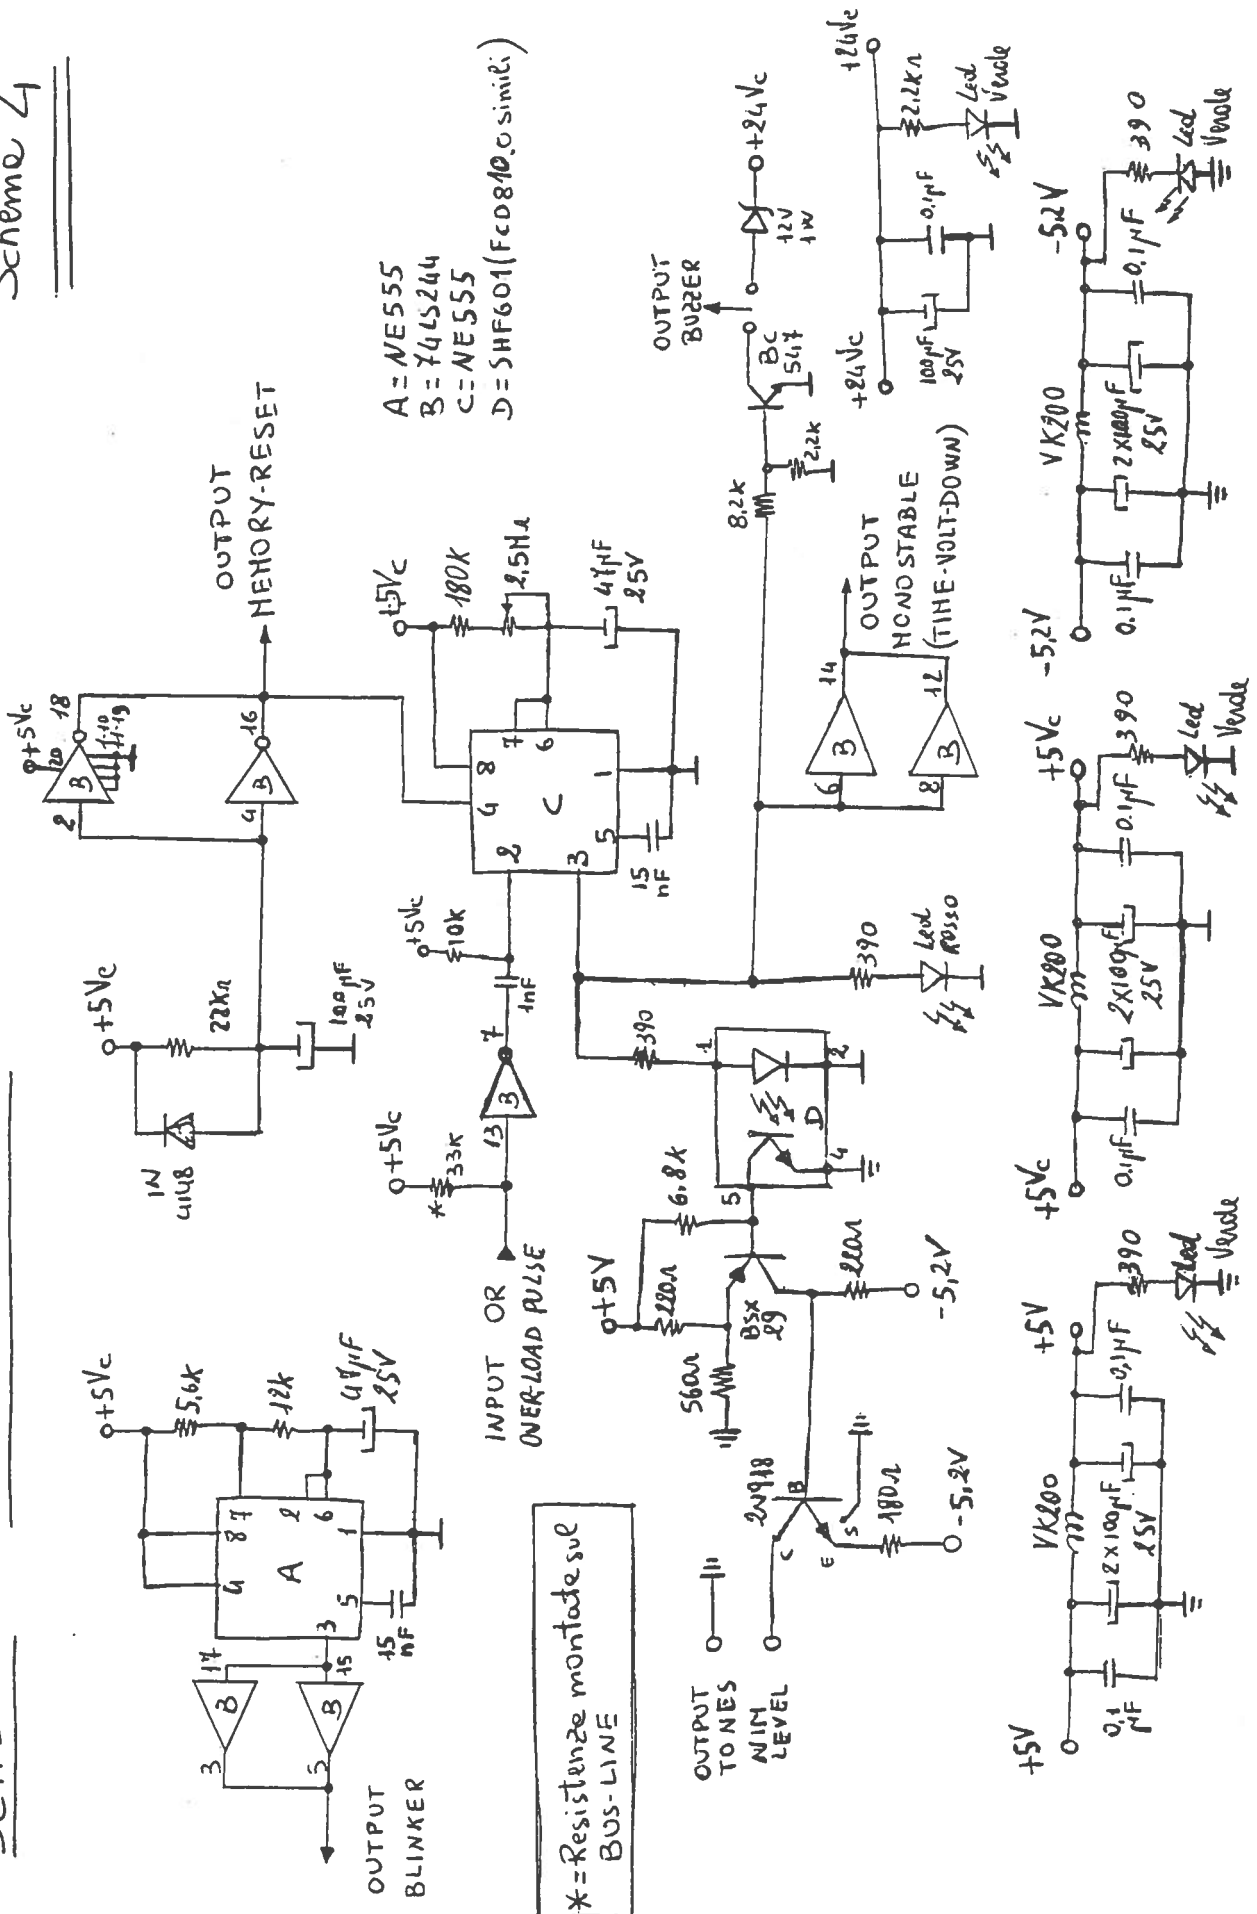 Scheme 4
A = NE555
B = 74LS244
C = NE555
D = SHF601 (FCD810, o simili)
OUTPUT
MEMORY-RESET
+5Vc
20
18
1-10
11-19
B
2
16
B
4
+5Vc
22KΩ
100µF
25V
1N
4148
+5Vc
180K
2,5MΩ
47µF
25V
7
6
8
4
1
C
5
2
3
15
nF
+5Vc
10K
1nF
7
B
13
+5Vc
*
33K
INPUT OR
OVER-LOAD PULSE
+5Vc
5,6K
12K
47µF
25V
8
7
2
6
4
1
A
5
3
15
nF
17
B
3
15
B
5
OUTPUT
BLINKER
* = Resistenze montate sul
BUS-LINE
OUTPUT
BUZZER
+24Vc
12V
1W
BC
547
2,2K
8.2K
14
B
6
12
B
8
OUTPUT
MONOSTABLE
(TIME-VOLT-DOWN)
390
Led
Rosso
390
1
2
D
4
5
6,8K
+5V
220Ω
BSX
29
560Ω
220Ω
-5,2V
2N918
B
C
E
S
180Ω
-5,2V
OUTPUT
TONES
NIM
LEVEL
+24Vc
+24Vc
100µF
25V
0.1µF
2,2KΩ
Led
Verde
-5,2V
-5,2V
VK200
0.1µF
2x100µF
25V
0.1µF
390
Led
Verde
+5Vc
+5Vc
VK200
0.1µF
2x100µF
25V
0.1µF
390
Led
Verde
+5V
+5V
VK200
0,1
µF
2x100µF
25V
0,1µF
390
Led
Verde